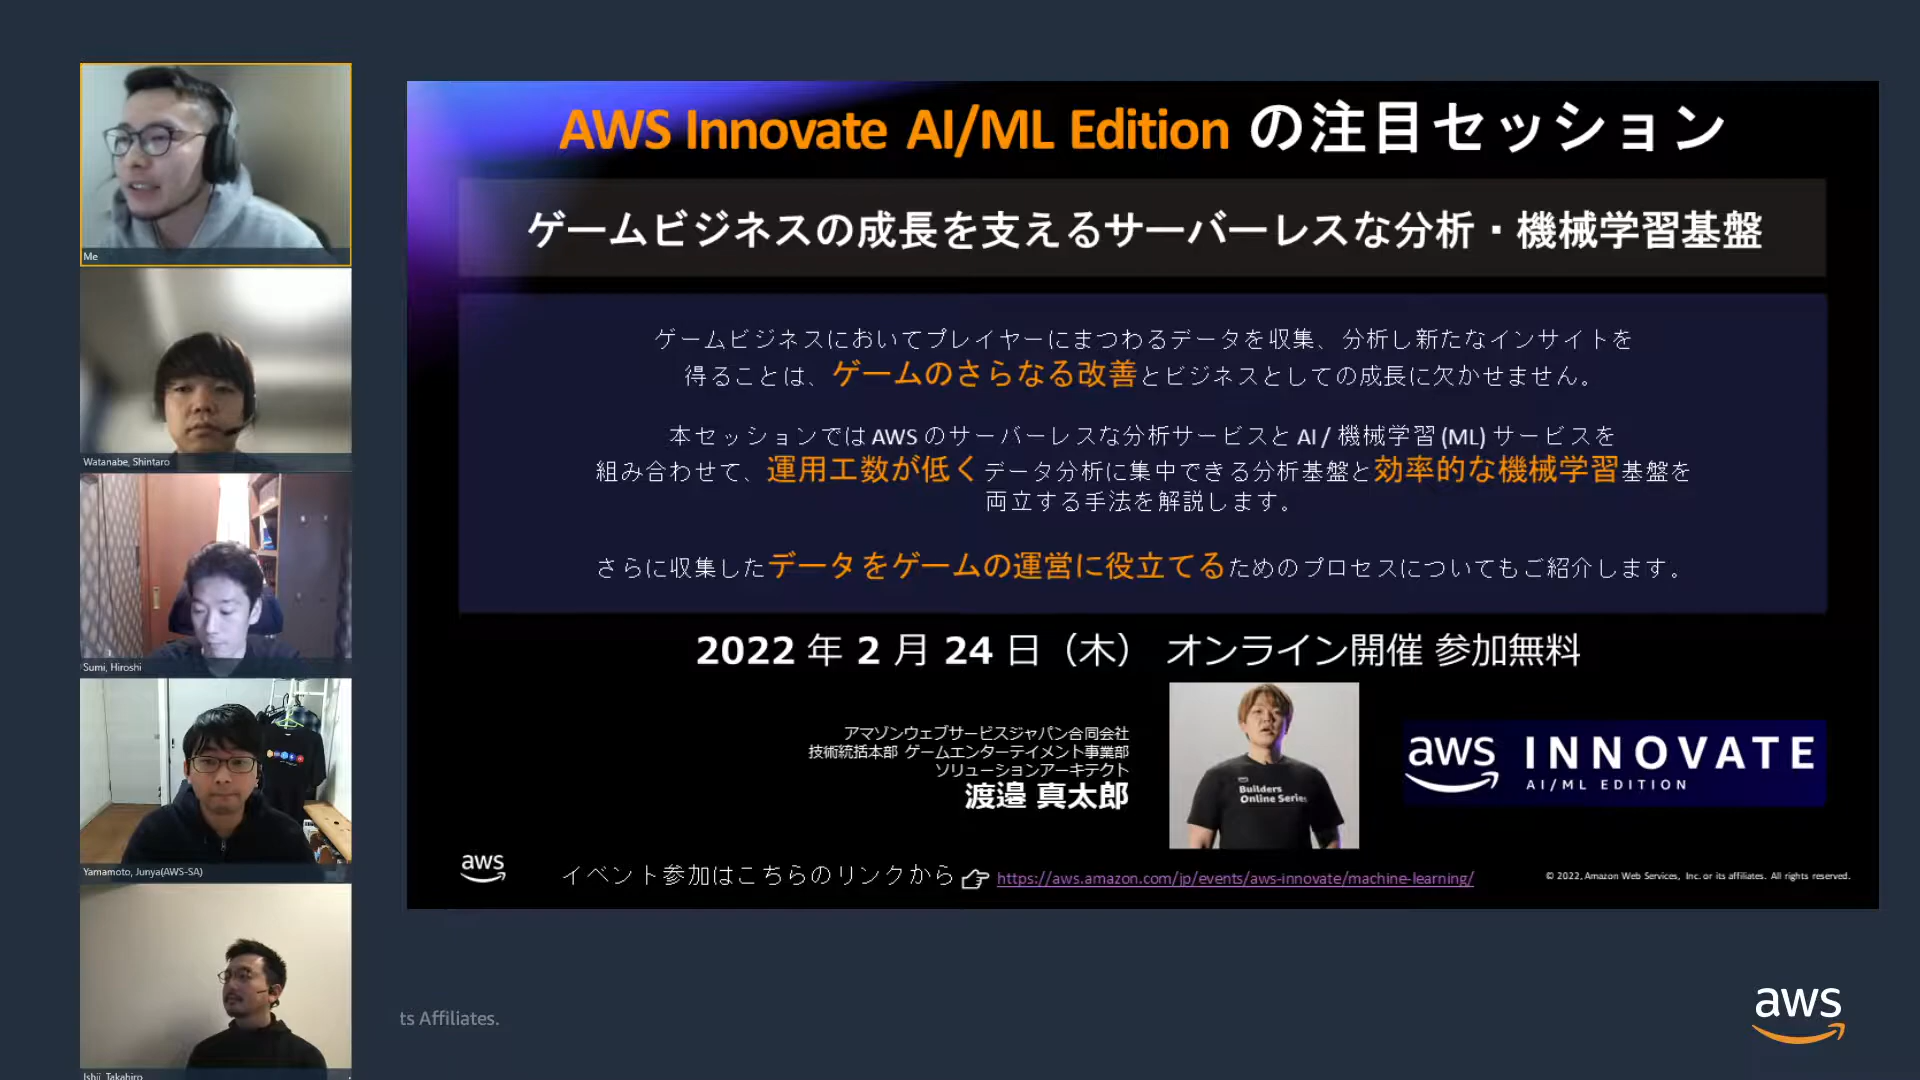 Me
Watanabe, Shintaro
Sumi, Hiroshi
Yamamoto, Junya(AWS-SA)
Ishii, Takahiro
AWS Innovate AI/ML Edition の注目セッション
ゲームビジネスの成長を支えるサーバーレスな分析・機械学習基盤
ゲームビジネスにおいてプレイヤーにまつわるデータを収集、分析し新たなインサイトを
得ることは、ゲームのさらなる改善とビジネスとしての成長に欠かせません。
本セッションでは AWS のサーバーレスな分析サービスと AI / 機械学習 (ML) サービスを
組み合わせて、運用工数が低くデータ分析に集中できる分析基盤と効率的な機械学習基盤を
両立する手法を解説します。
さらに収集したデータをゲームの運営に役立てるためのプロセスについてもご紹介します。
2022 年 2 月 24 日（木） オンライン開催 参加無料
アマゾンウェブサービスジャパン合同会社
技術統括本部 ゲームエンターテイメント事業部
ソリューションアーキテクト
渡邉 真太郎
Builders
Online Series
aws INNOVATE
AI/ML EDITION
aws
イベント参加はこちらのリンクから https://aws.amazon.com/jp/events/aws-innovate/machine-learning/
© 2022, Amazon Web Services, Inc. or its affiliates. All rights reserved.
ts Affiliates.
aws